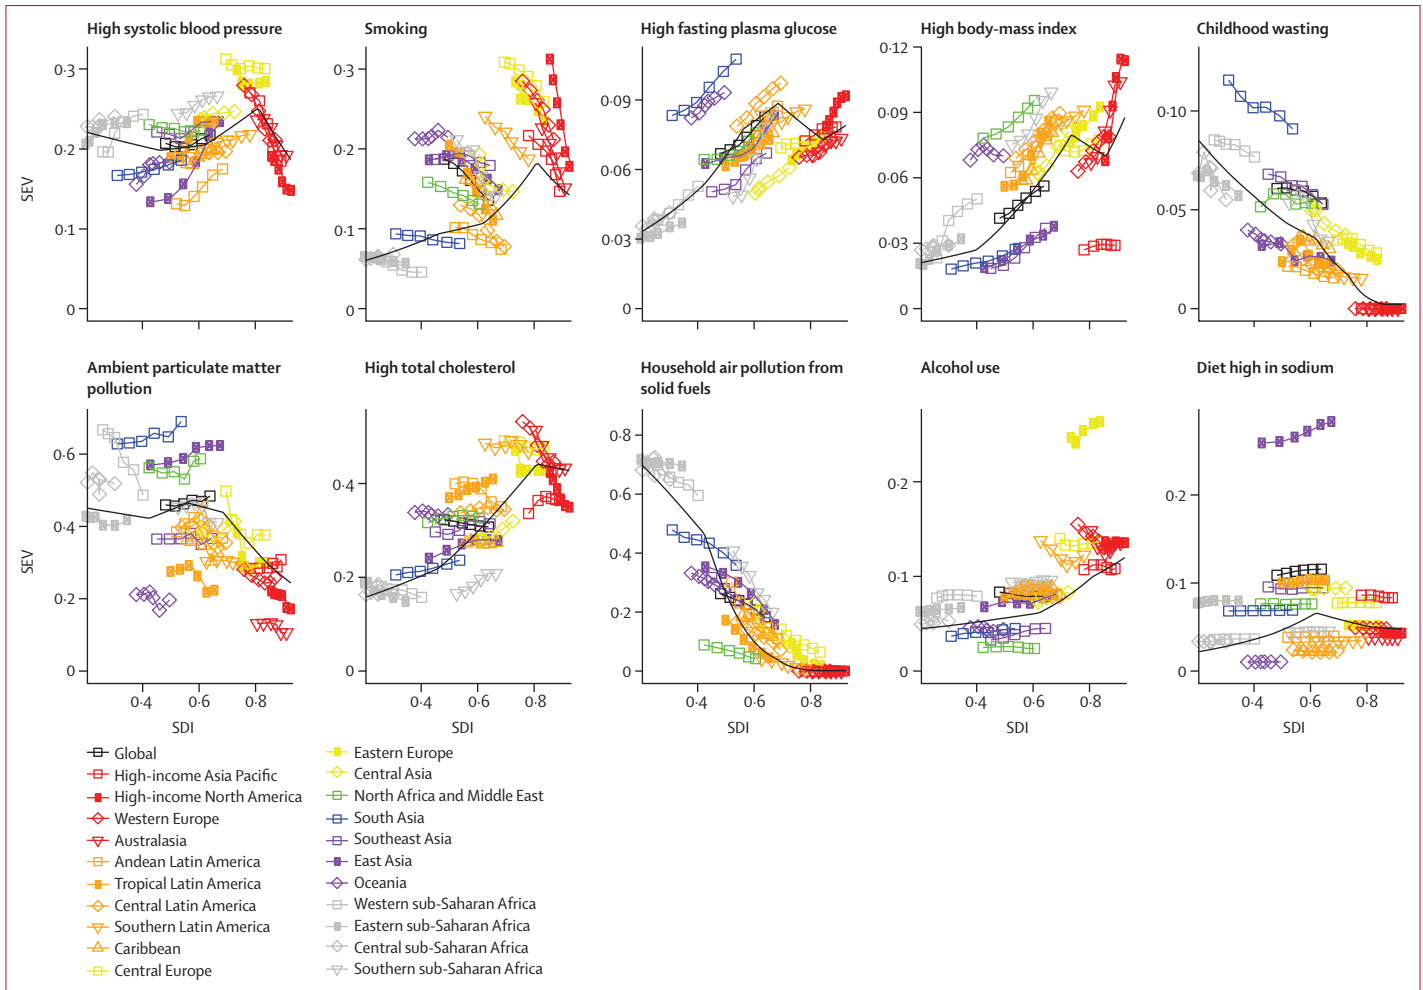 High systolic blood pressure
Smoking
High fasting plasma glucose
High body-mass index
Childhood wasting
SEV
0·3
0·2
0·1
0
0·3
0·2
0·1
0
0·09
0·06
0·03
0
0·12
0·09
0·06
0·03
0
0·10
0·05
0
Ambient particulate matter
pollution
High total cholesterol
Household air pollution from
solid fuels
Alcohol use
Diet high in sodium
SEV
0·6
0·4
0·2
0
0·4
0·2
0
0·8
0·6
0·4
0·2
0
0·2
0·1
0
0·2
0·1
0
0·4 0·6 0·8
0·4 0·6 0·8
0·4 0·6 0·8
0·4 0·6 0·8
0·4 0·6 0·8
SDI
SDI
SDI
SDI
SDI
Global
High-income Asia Pacific
High-income North America
Western Europe
Australasia
Andean Latin America
Tropical Latin America
Central Latin America
Southern Latin America
Caribbean
Central Europe
Eastern Europe
Central Asia
North Africa and Middle East
South Asia
Southeast Asia
East Asia
Oceania
Western sub-Saharan Africa
Eastern sub-Saharan Africa
Central sub-Saharan Africa
Southern sub-Saharan Africa